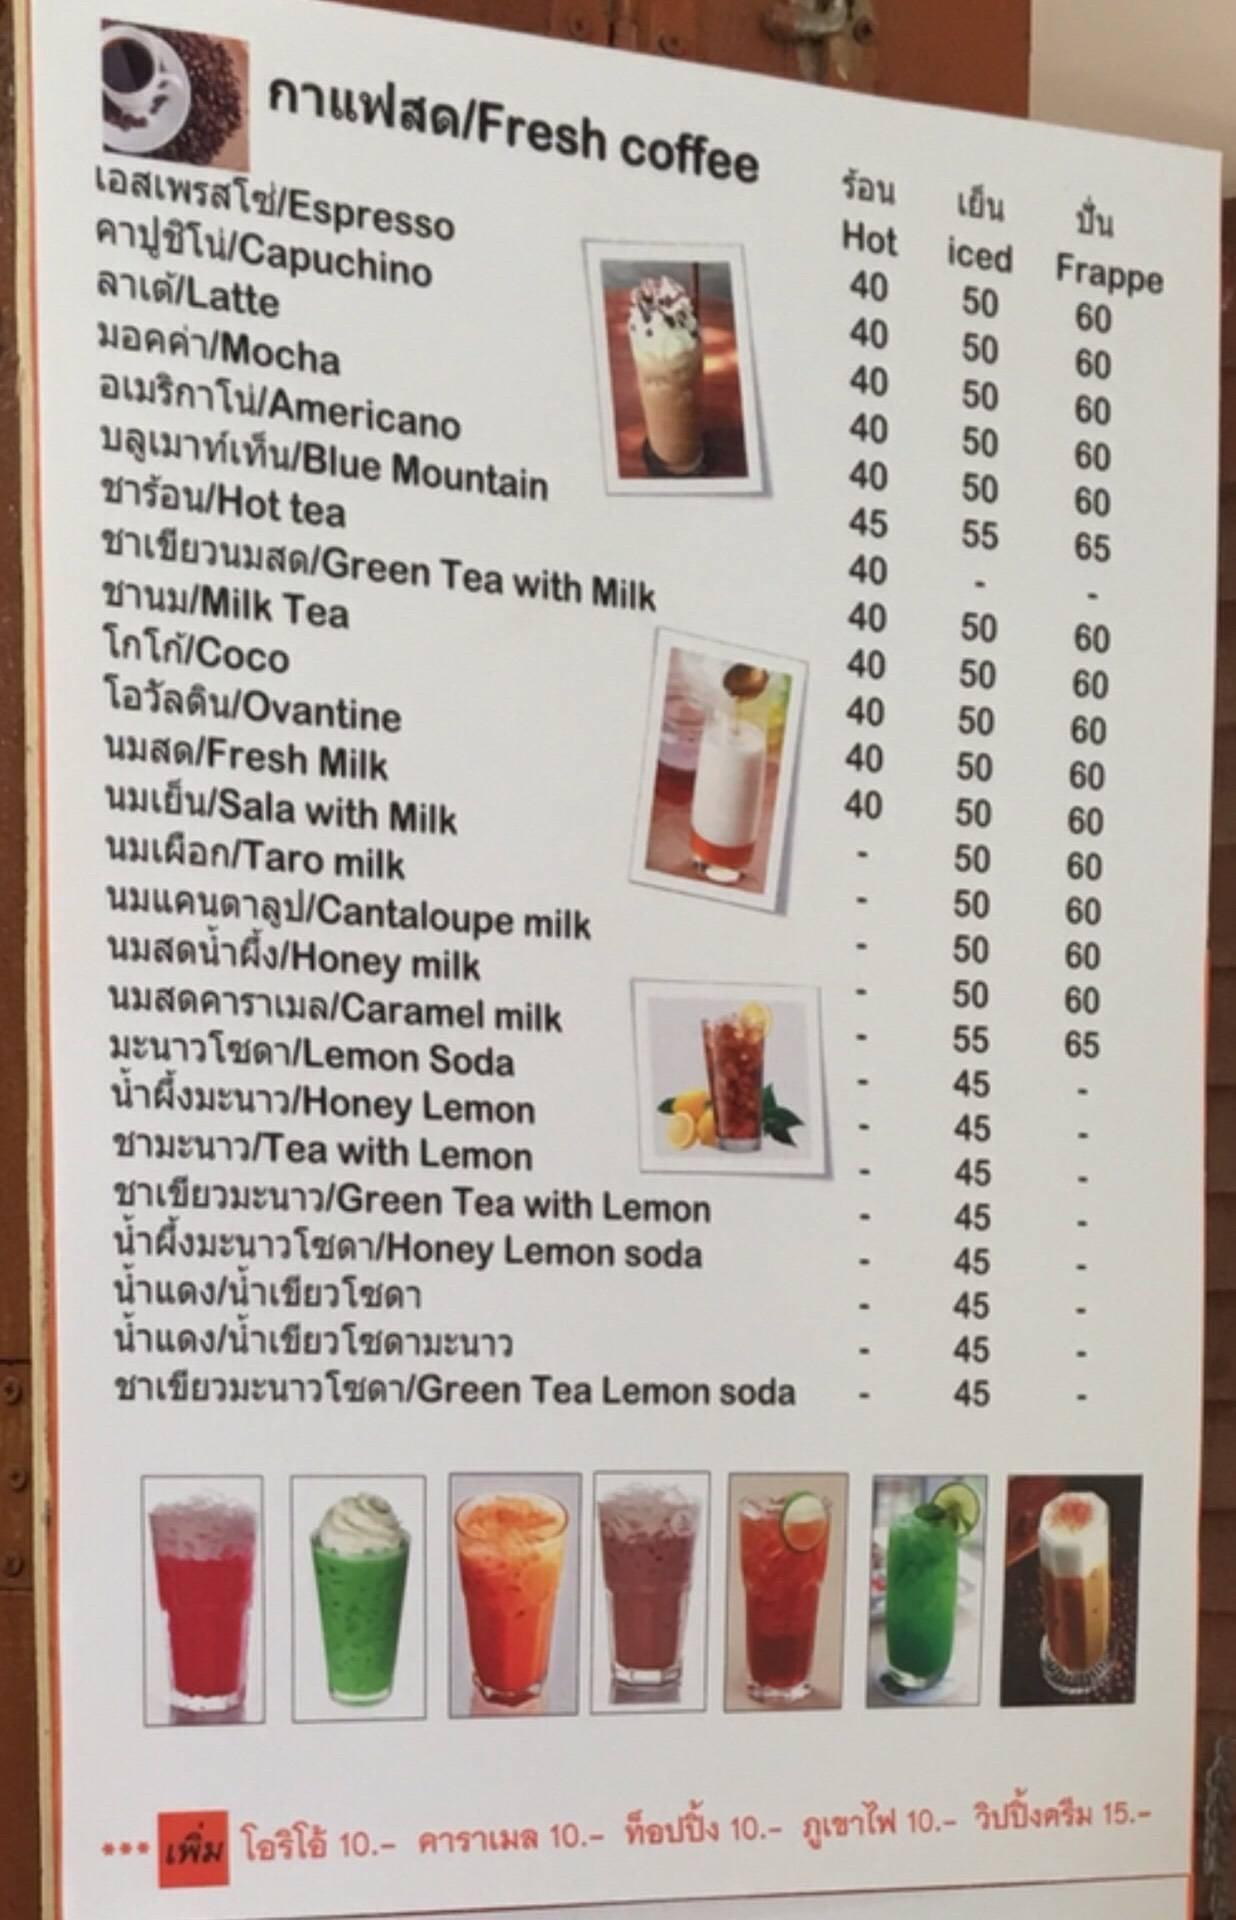 กาแฟสด/Fresh coffee
ร้อน เย็น ปั่น
Hot iced Frappe
เอสเพรสโซ่/Espresso 40 50 60
คาปูชิโน่/Capuchino 40 50 60
ลาเต้/Latte 40 50 60
มอคค่า/Mocha 40 50 60
อเมริกาโน่/Americano 40 50 60
บลูเมาท์เท็น/Blue Mountain 45 55 65
ชาร้อน/Hot tea 40 - -
ชาเขียวนมสด/Green Tea with Milk 40 50 60
ชานม/Milk Tea 40 50 60
โกโก้/Coco 40 50 60
โอวัลติน/Ovantine 40 50 60
นมสด/Fresh Milk 40 50 60
นมเย็น/Sala with Milk - 50 60
นมเผือก/Taro milk - 50 60
นมแคนตาลูป/Cantaloupe milk - 50 60
นมสดน้ำผึ้ง/Honey milk - 50 60
นมสดคาราเมล/Caramel milk - 55 65
มะนาวโซดา/Lemon Soda - 45 -
น้ำผึ้งมะนาว/Honey Lemon - 45 -
ชามะนาว/Tea with Lemon - 45 -
ชาเขียวมะนาว/Green Tea with Lemon - 45 -
น้ำผึ้งมะนาวโซดา/Honey Lemon soda - 45 -
น้ำแดง/น้ำเขียวโซดา - 45 -
น้ำแดง/น้ำเขียวโซดามะนาว - 45 -
ชาเขียวมะนาวโซดา/Green Tea Lemon soda - 45 -
*** เพิ่ม โอริโอ้ 10.- คาราเมล 10.- ท็อปปิ้ง 10.- ภูเขาไฟ 10.- วิปปิ้งครีม 15.-